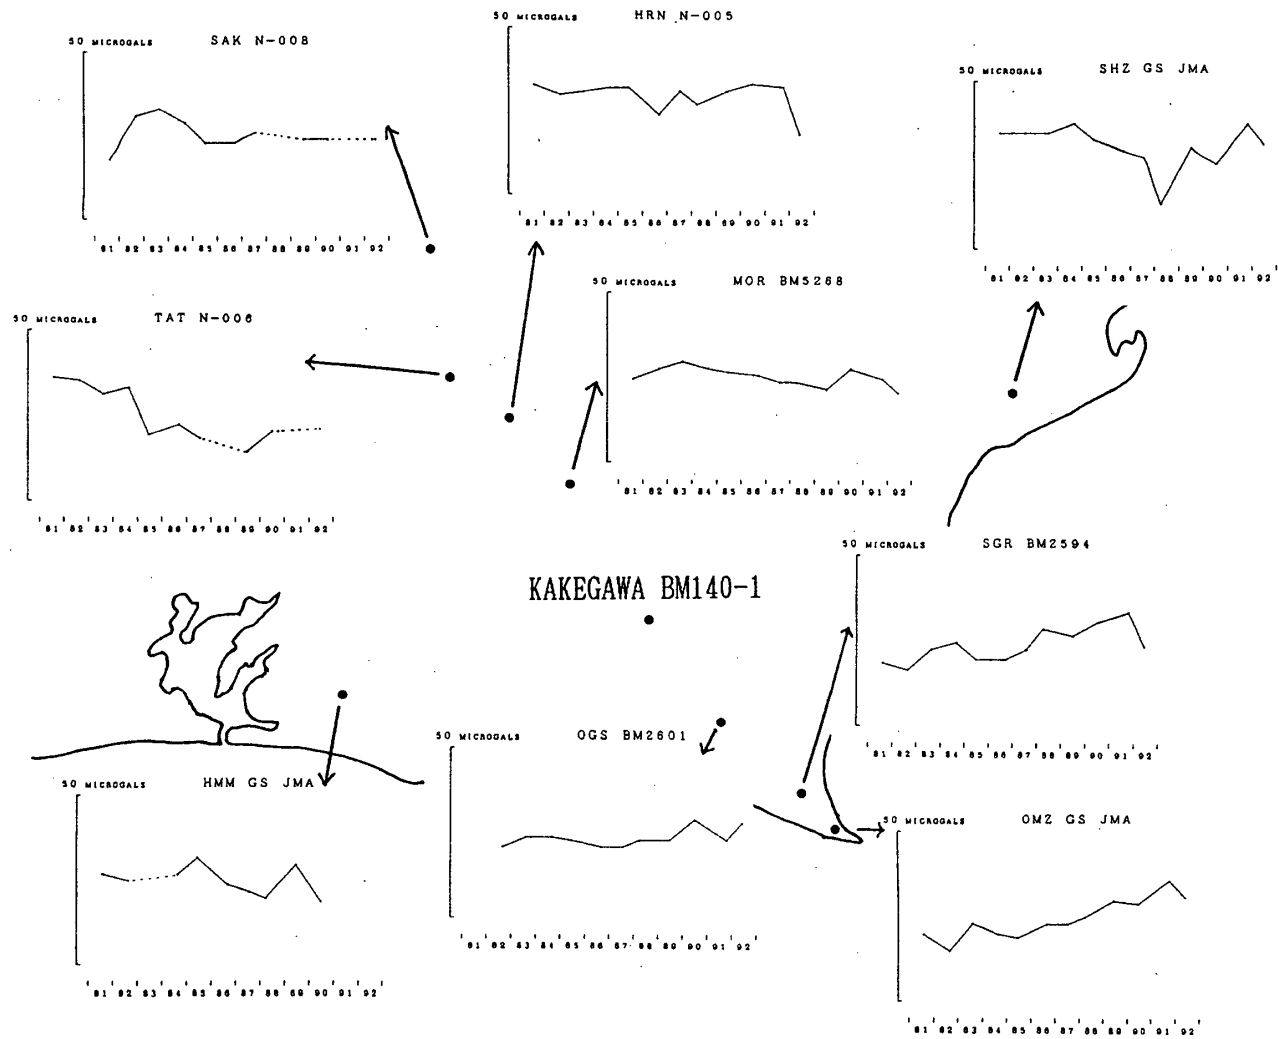 50 MICROGALS SAK N-008
81 82 83 84 85 86 87 88 89 90 91 92
50 MICROGALS HRN N-005
81 82 83 84 85 86 87 88 89 90 91 92
50 MICROGALS SHZ GS JMA
81 82 83 84 85 86 87 88 89 90 91 92
50 MICROGALS TAT N-006
81 82 83 84 85 86 87 88 89 90 91 92
50 MICROGALS MOR BM5268
81 82 83 84 85 86 87 88 89 90 91 92
KAKEGAWA BM140-1
50 MICROGALS SGR BM2594
81 82 83 84 85 86 87 88 89 90 91 92
50 MICROGALS HMM GS JMA
81 82 83 84 85 86 87 88 89 90 91 92
50 MICROGALS OGS BM2601
81 82 83 84 85 86 87 88 89 90 91 92
50 MICROGALS OMZ GS JMA
81 82 83 84 85 86 87 88 89 90 91 92